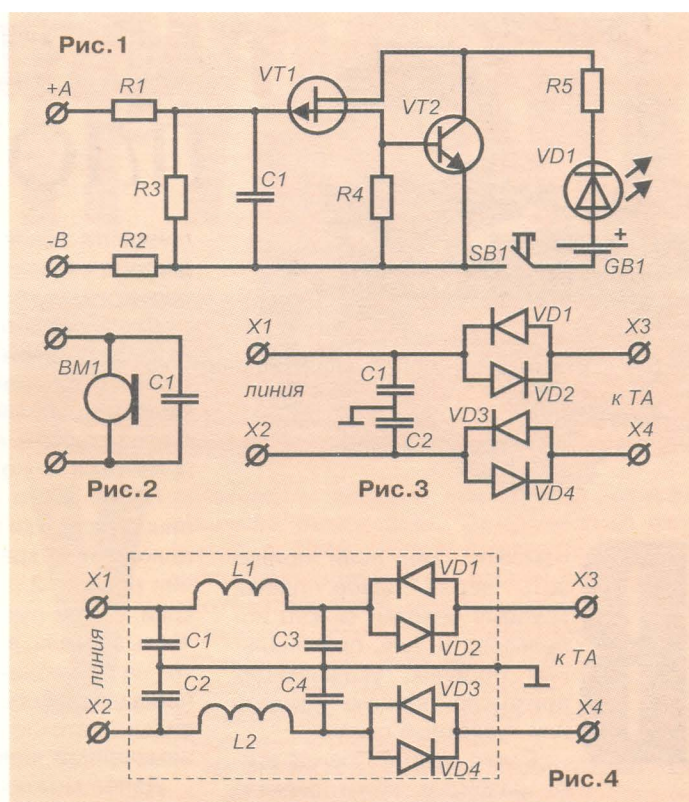 Рис.1
+A
R1
VT1
VT2
R5
VD1
R3
C1
R4
-B
R2
SB1
+
GB1
BM1
C1
Рис.2
X1
VD1
X3
линия
C1
VD2
к ТА
X2
C2
VD3
X4
VD4
Рис.3
X1
L1
VD1
X3
C1
C3
VD2
линия
к ТА
C2
C4
VD3
X2
L2
VD4
X4
Рис.4